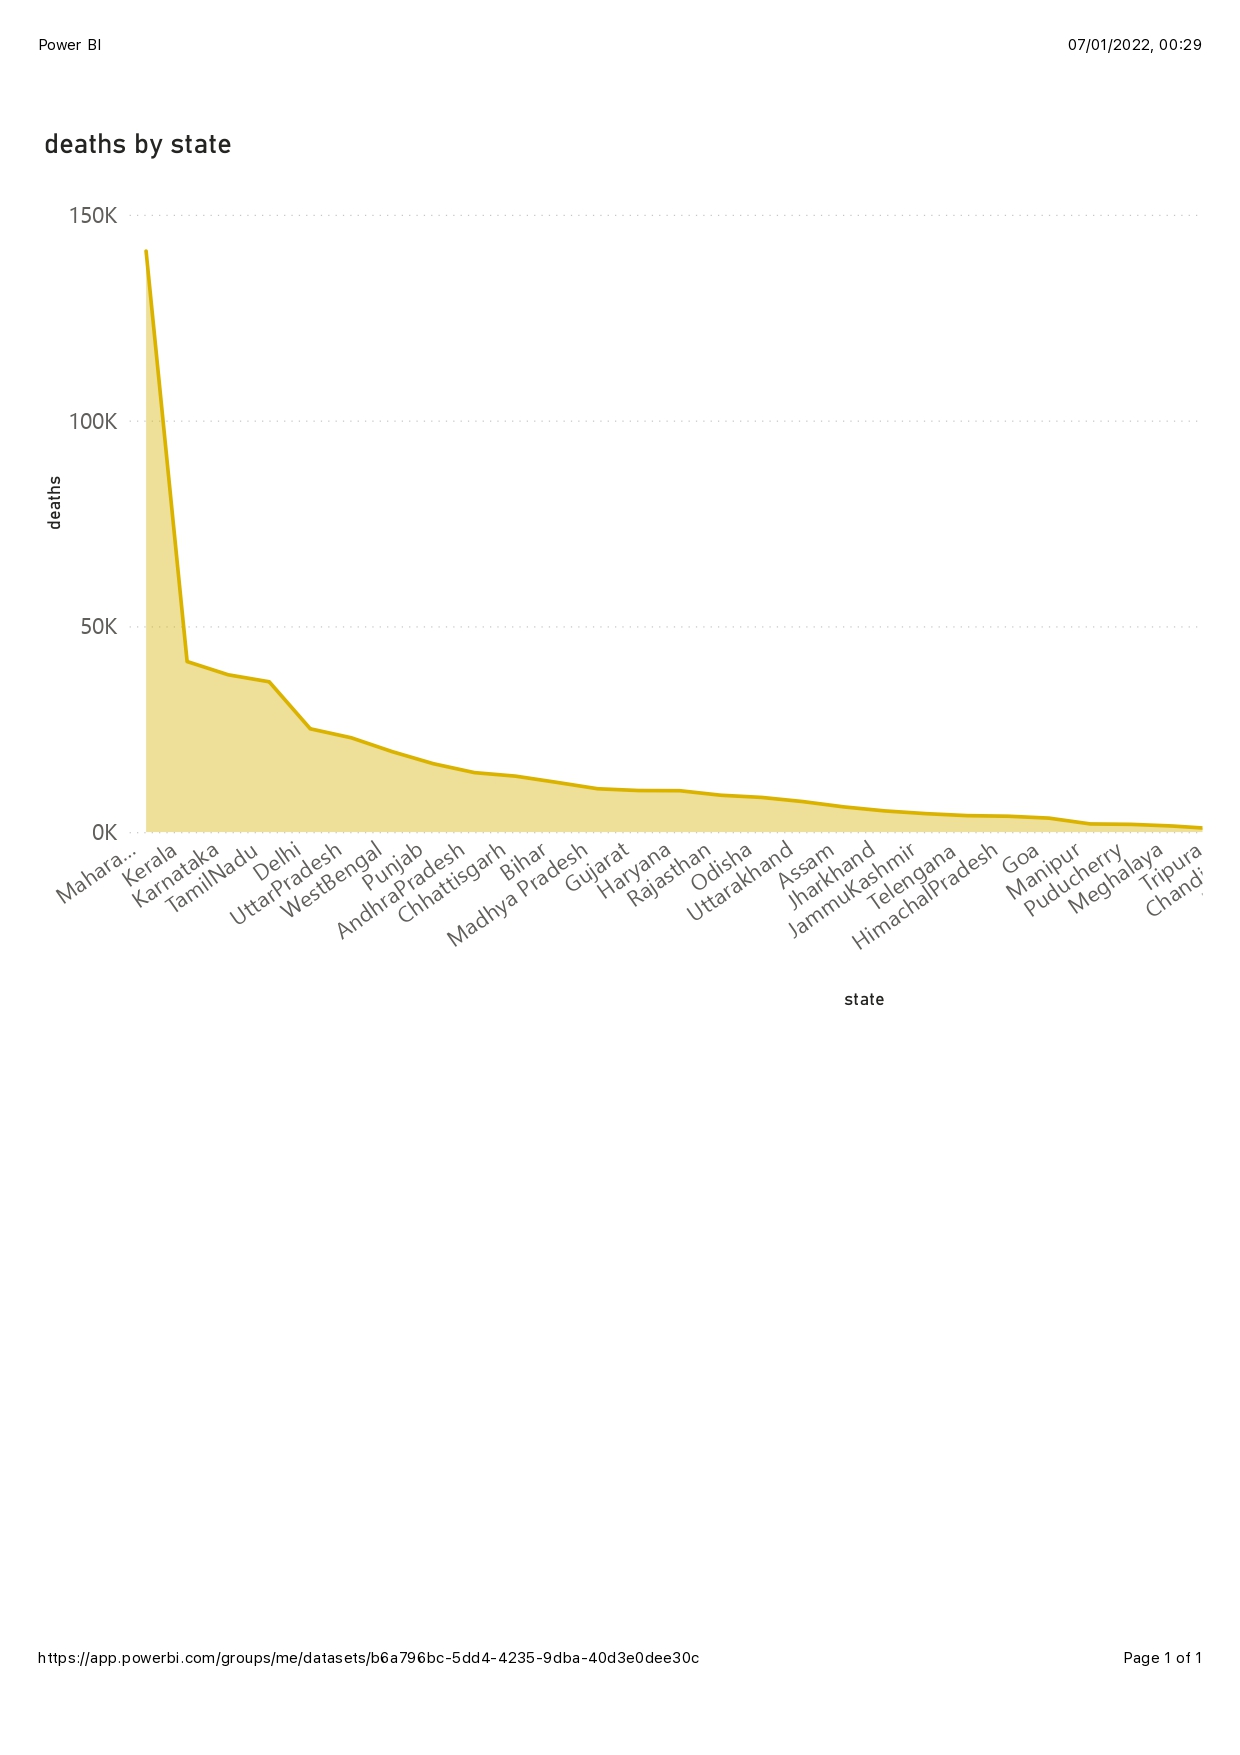 Power BI
07/01/2022, 00:29
deaths by state
150K
100K
50K
0K
deaths
Mahara...
Kerala
Karnataka
TamilNadu
Delhi
UttarPradesh
WestBengal
Punjab
AndhraPradesh
Chhattisgarh
Bihar
Madhya Pradesh
Gujarat
Haryana
Rajasthan
Odisha
Uttarakhand
Assam
Jharkhand
JammuKashmir
Telengana
HimachalPradesh
Goa
Manipur
Puducherry
Meghalaya
Tripura
Chandi
state
https://app.powerbi.com/groups/me/datasets/b6a796bc-5dd4-4235-9dba-40d3e0dee30c
Page 1 of 1